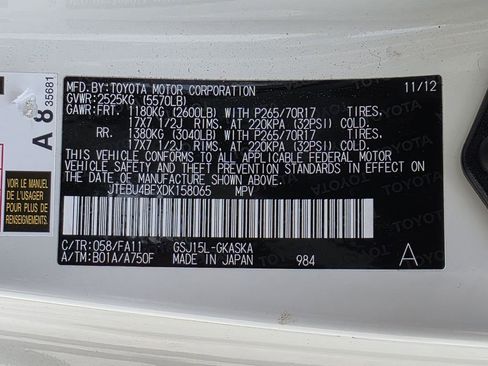 A 8 35681
VOIR LE MANUEL
DE L'USAGER
POUR PLUS DE
RENSEIGNEMENTS.
MFD. BY: TOYOTA MOTOR CORPORATION 11/12
GVWR: 2525KG (5570LB)
GAWR: FRT. 1180KG (2600LB) WITH P265/70R17 TIRES,
17X7 1/2J RIMS, AT 220KPA (32PSI) COLD.
RR. 1380KG (3040LB) WITH P265/70R17 TIRES,
17X7 1/2J RIMS, AT 220KPA (32PSI) COLD.
THIS VEHICLE CONFORMS TO ALL APPLICABLE
FEDERAL MOTOR VEHICLE SAFETY, BUMPER,
AND THEFT PREVENTION STANDARDS IN EFFECT
ON THE DATE OF MANUFACTURE SHOWN ABOVE.
JTEBU4BFXDK158065 MPV
C/TR: 058/FA11 GSJ15L-GKASKA
A/TM: B01A/A750F MADE IN JAPAN 984 A